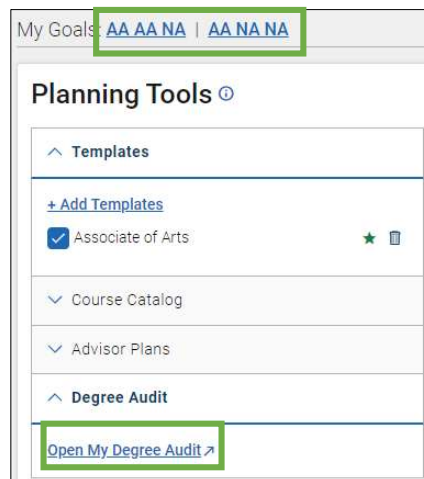 My Goals: AA AA NA | AA NA NA
Planning Tools
Templates
+ Add Templates
Associate of Arts
Course Catalog
Advisor Plans
Degree Audit
Open My Degree Audit